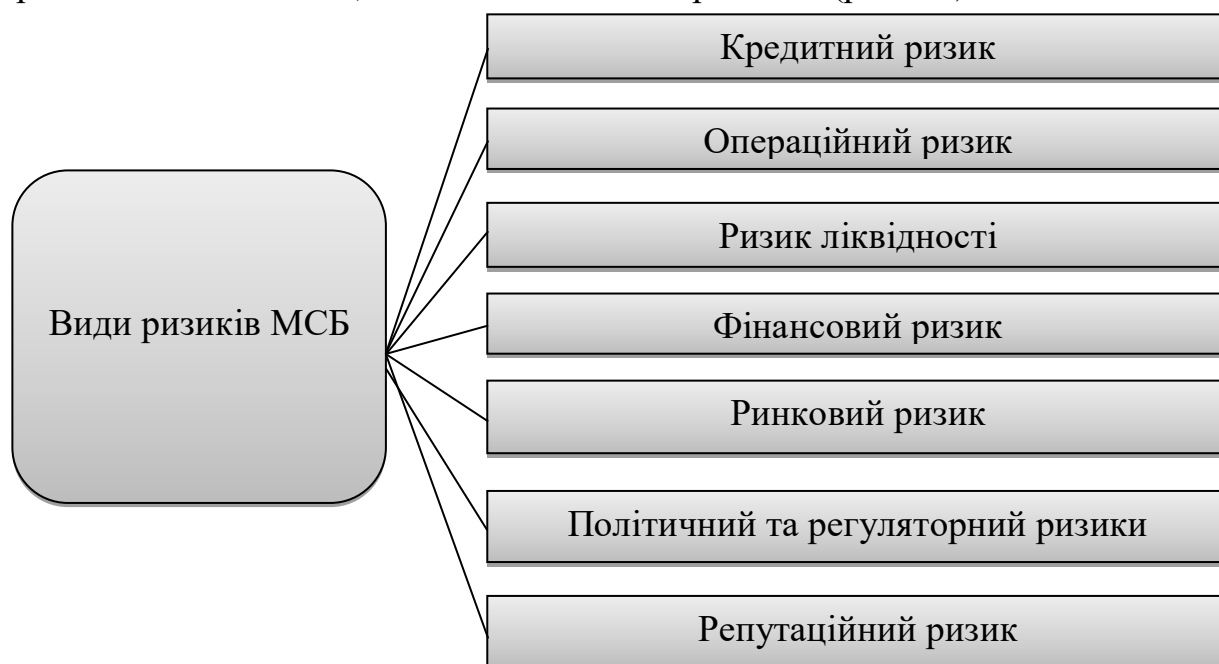 Види ризиків МСБ
Кредитний ризик
Операційний ризик
Ризик ліквідності
Фінансовий ризик
Ринковий ризик
Політичний та регуляторний ризики
Репутаційний ризик